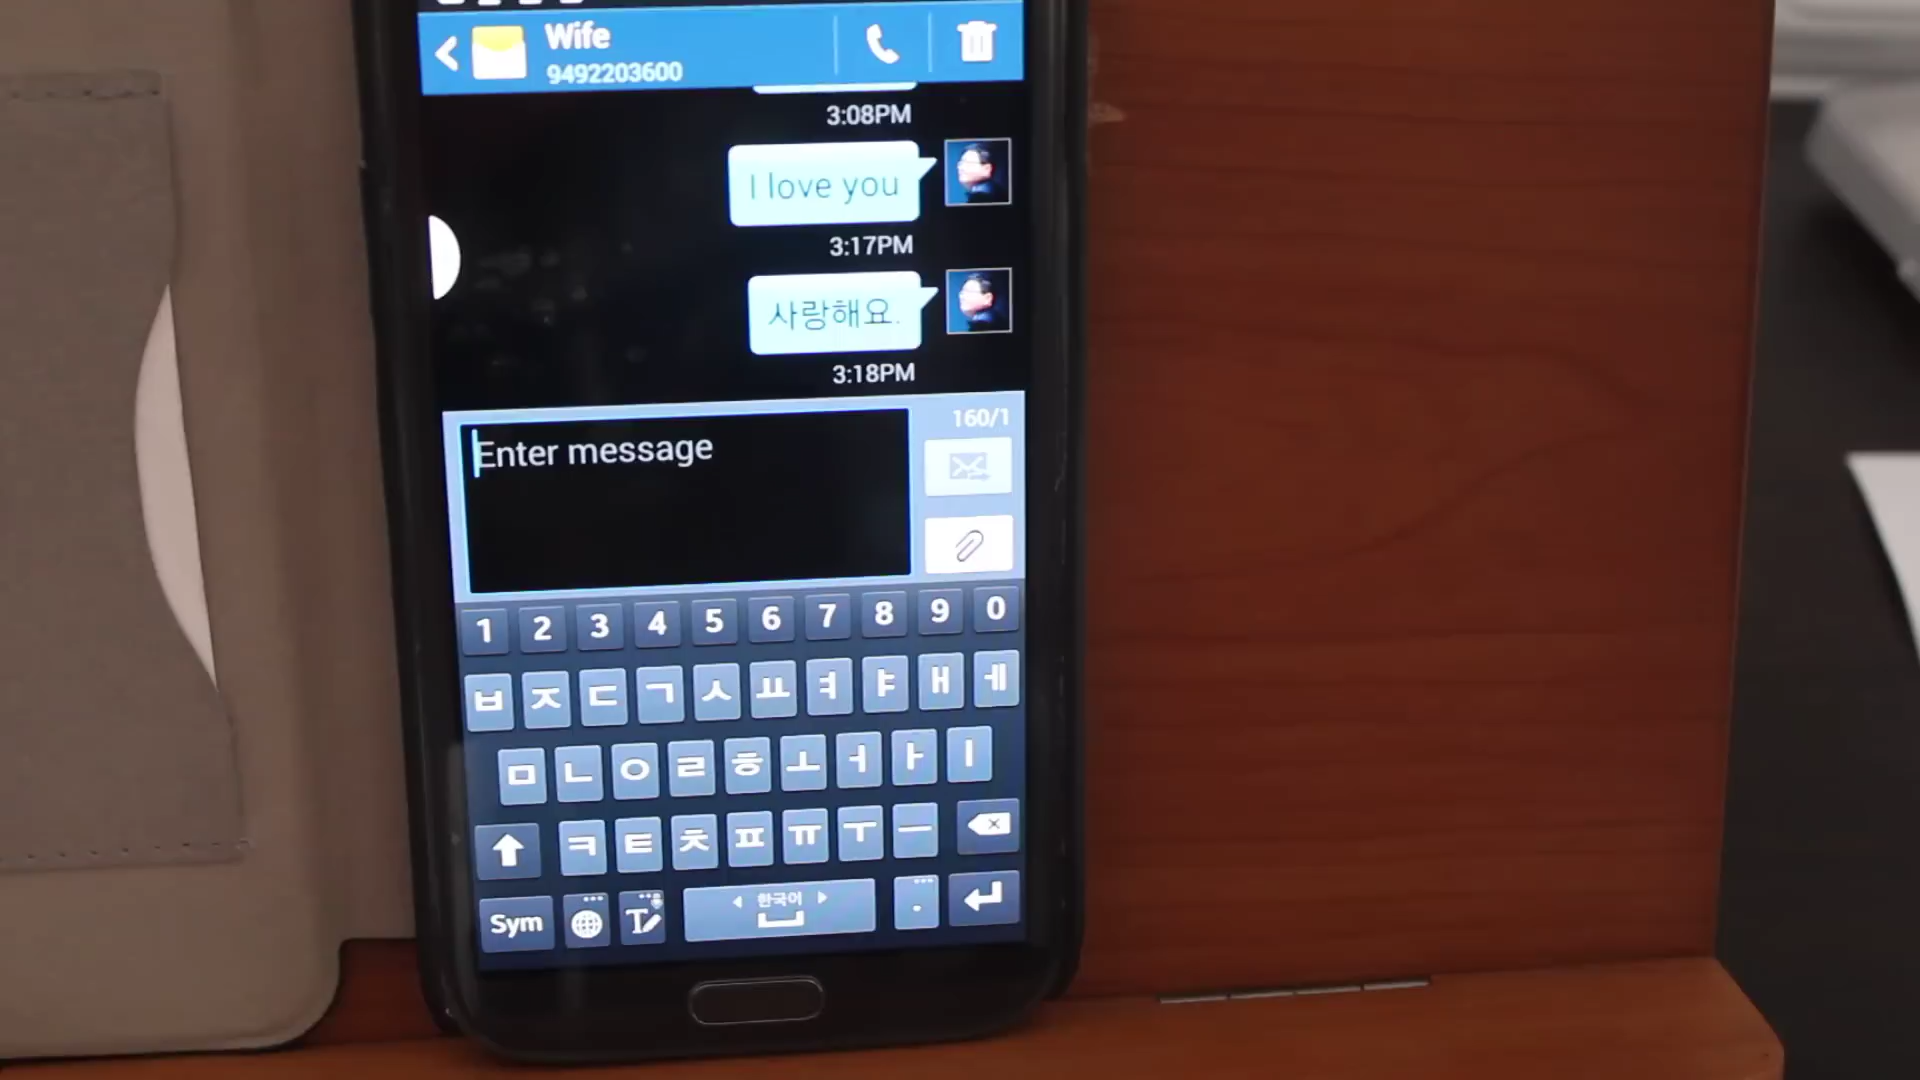 Wife
9492203600
3:08PM
I love you
3:17PM
사랑해요.
3:18PM
160/1
Enter message
1 2 3 4 5 6 7 8 9 0
ㅂ ㅈ ㄷ ㄱ ㅅ ㅛ ㅕ ㅑ ㅐ ㅔ
ㅁ ㄴ ㅇ ㄹ ㅎ ㅗ ㅓ ㅏ ㅣ
ㅋ ㅌ ㅊ ㅍ ㅠ ㅜ ㅡ
Sym T 한국어 .